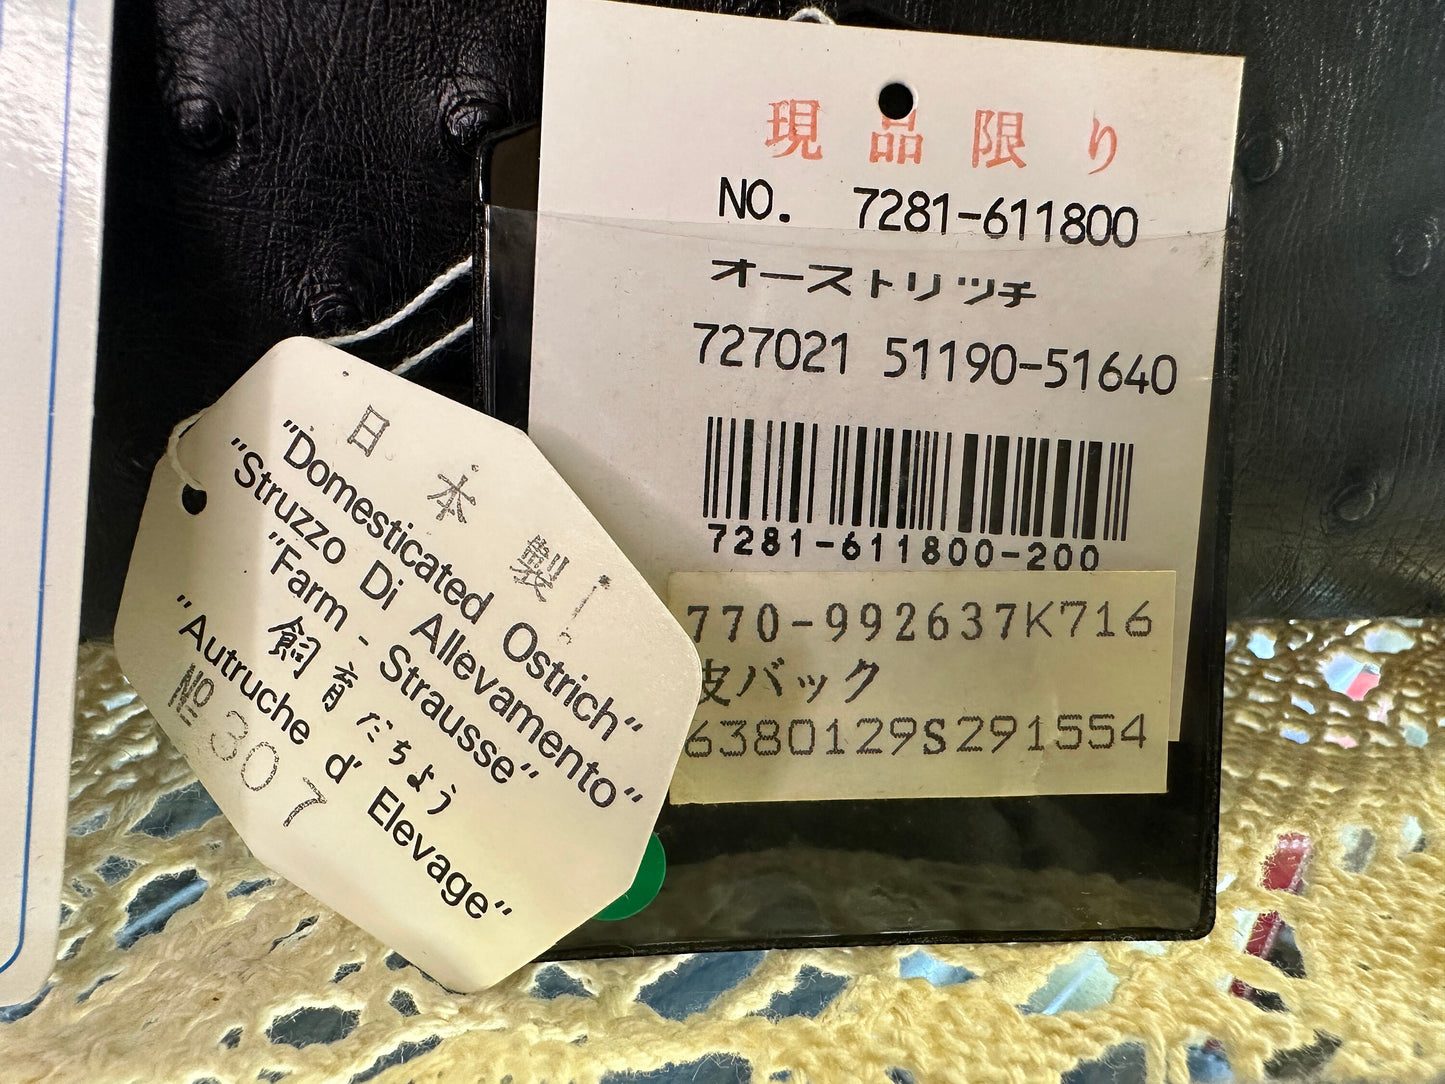 現品限り
NO. 7281-611800
オーストリッチ
727021 51190-51640
7281-611800-200
770-992637K716
皮バック
6380129S291554
日本製!
"Domesticated Ostrich"
"Struzzo Di Allevamento"
"Farm - Strausse"
飼育だちょう
"Autruche d' Elevage"
№307